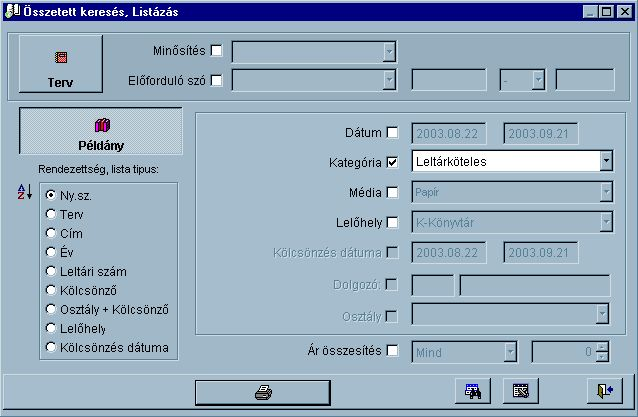 Összetett keresés, Listázás
Terv
Minősítés
Előforduló szó
-
Példány
Rendezettség, lista tipus:
A
Z
Ny.sz.
Terv
Cím
Év
Leltári szám
Kölcsönző
Osztály + Kölcsönző
Lelőhely
Kölcsönzés dátuma
Dátum 2003.08.22 2003.09.21
Kategória Leltárköteles
Média Papír
Lelőhely K-Könyvtár
Kölcsönzés dátuma 2003.08.22 2003.09.21
Dolgozó:
Osztály
Ár összesítés Mind 0